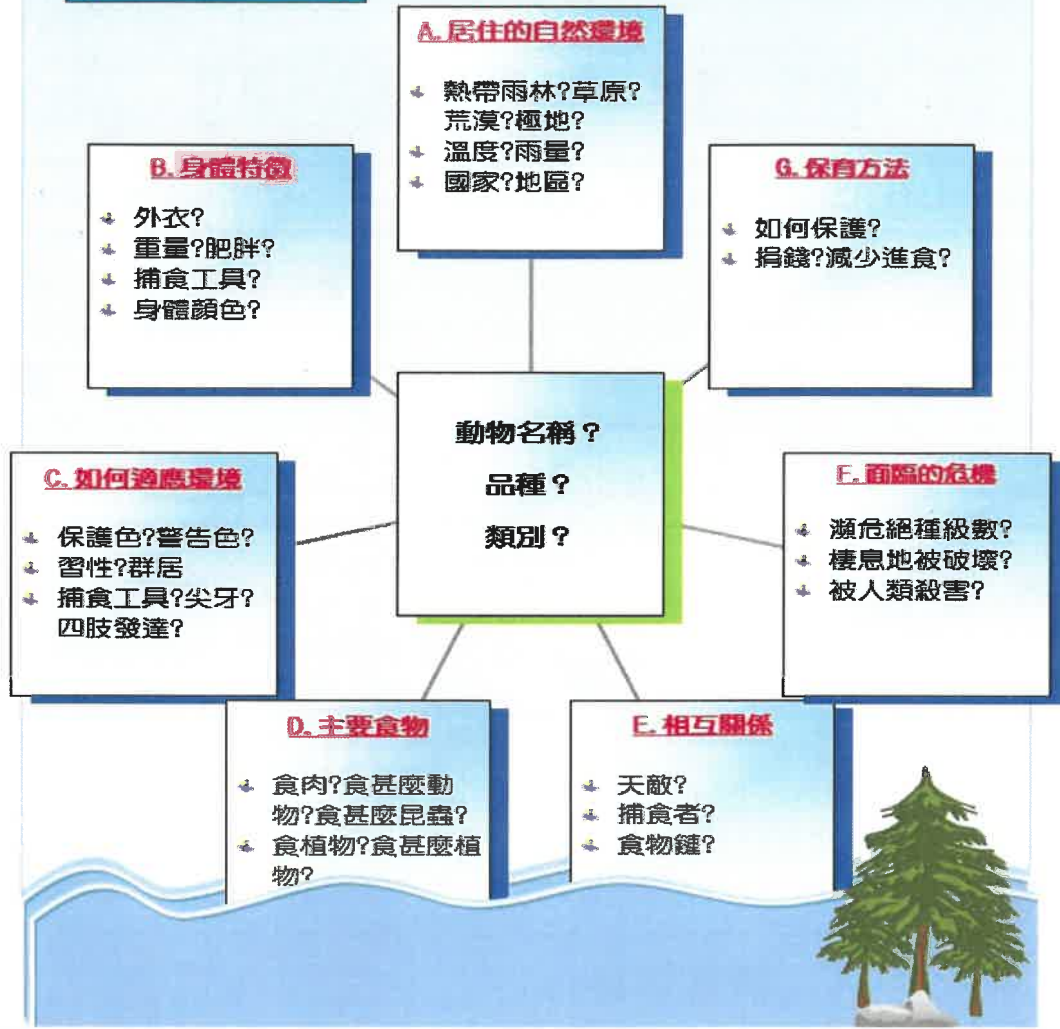 A. 居住的自然環境
熱帶雨林?草原?
荒漠?極地?
溫度?雨量?
國家?地區?
B. 身體特徵
外衣?
重量?肥胖?
捕食工具?
身體顏色?
G. 保育方法
如何保護?
捐錢?減少進食?
動物名稱？
品種？
類別？
C. 如何適應環境
保護色?警告色?
習性?群居
捕食工具?尖牙?
四肢發達?
F. 面臨的危機
瀕危絕種級數?
棲息地被破壞?
被人類殺害?
D. 主要食物
食肉?食甚麼動
物?食甚麼昆蟲?
食植物?食甚麼植
物?
E. 相互關係
天敵?
捕食者?
食物鏈?